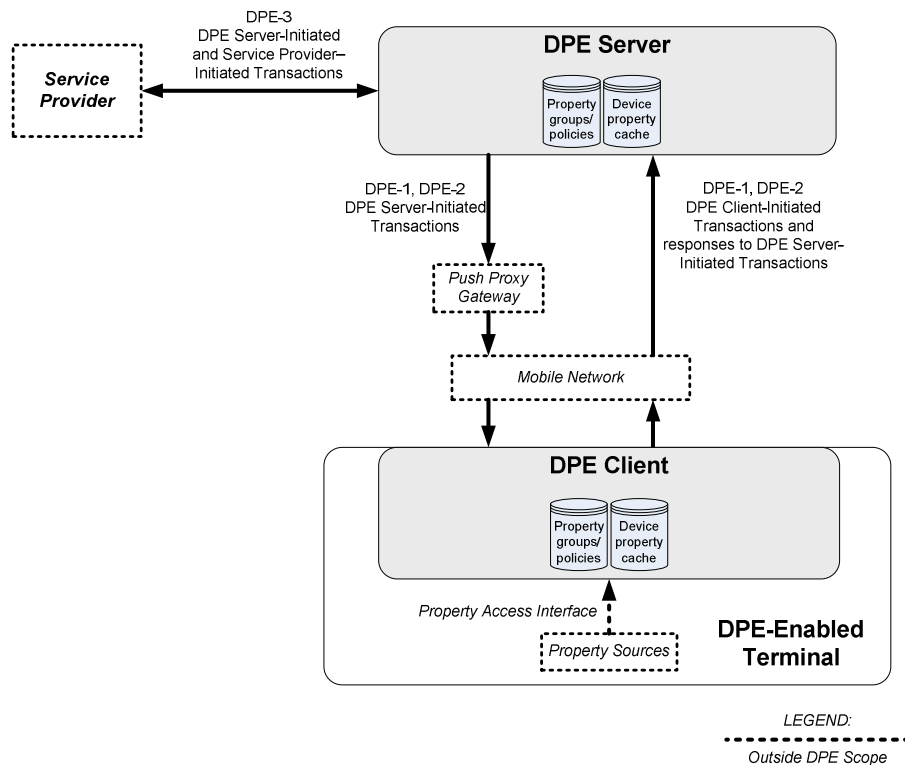 DPE-3
DPE Server-Initiated
and Service Provider–
Initiated Transactions
Service
Provider
DPE Server
Property
groups/
policies
Device
property
cache
DPE-1, DPE-2
DPE Server-Initiated
Transactions
DPE-1, DPE-2
DPE Client-Initiated
Transactions and
responses to DPE Server–
Initiated Transactions
Push Proxy
Gateway
Mobile Network
DPE Client
Property
groups/
policies
Device
property
cache
Property Access Interface
Property Sources
DPE-Enabled
Terminal
LEGEND:
Outside DPE Scope